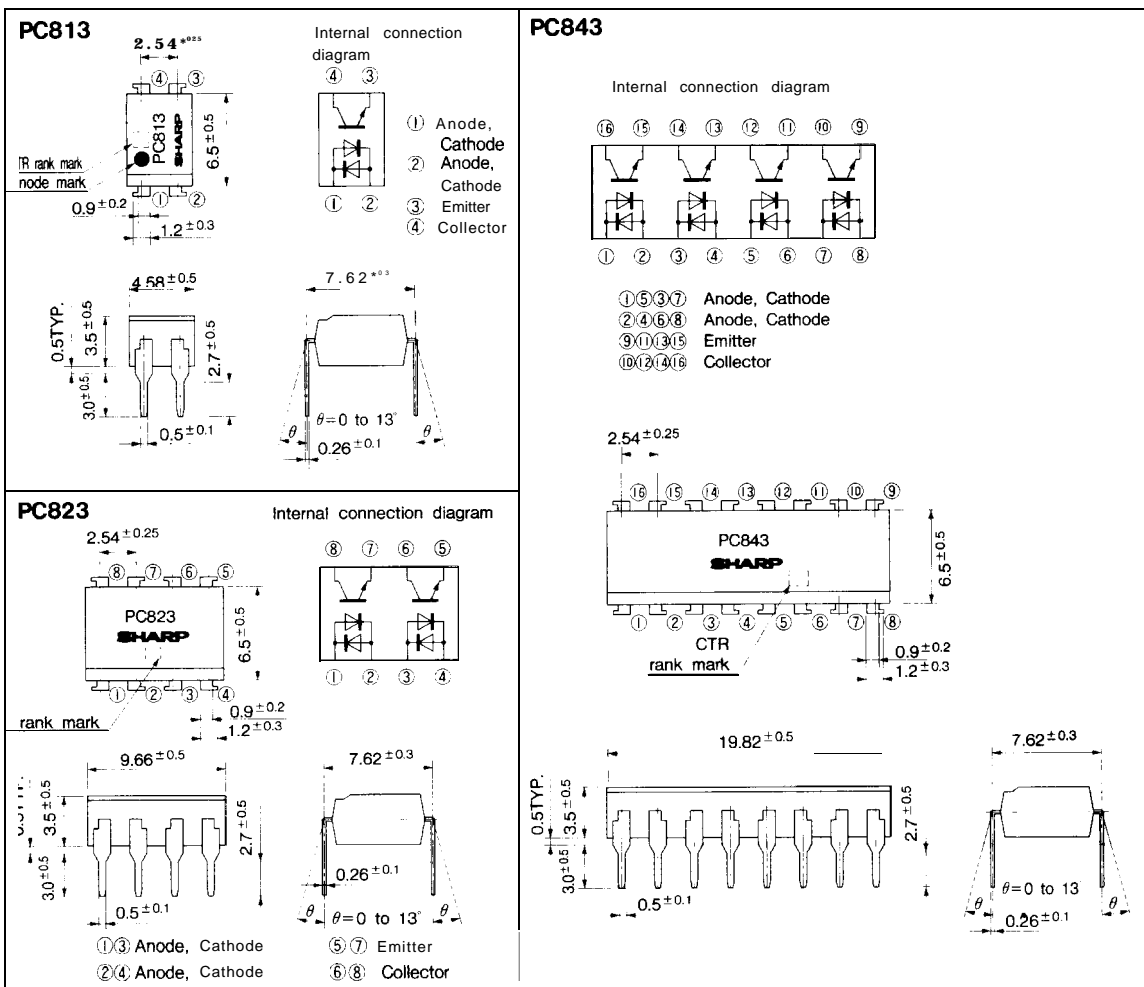 PC813
2.54
Internal connection
diagram
④ ③
④ ③
PC813
SHARP
6.5±0.5
rank mark
node mark
① ②
① ②
① Anode,
Cathode
② Anode,
Cathode
③ Emitter
④ Collector
0.9±0.2
1.2±0.3
4.58±0.5
7.62
0.5TYP.
3.5±0.5
2.7±0.5
3.0±0.5
0.5±0.1
θ
θ=0 to 13°
θ
0.26±0.1
PC823
Internal connection diagram
2.54±0.25
⑧ ⑦ ⑥ ⑤
⑧ ⑦ ⑥ ⑤
PC823
SHARP
6.5±0.5
① ② ③ ④
① ② ③ ④
rank mark
0.9±0.2
1.2±0.3
9.66±0.5
7.62±0.3
3.5±0.5
2.7±0.5
3.0±0.5
0.26±0.1
0.5±0.1
θ
θ=0 to 13°
θ
①③ Anode, Cathode
⑤⑦ Emitter
②④ Anode, Cathode
⑥⑧ Collector
PC843
Internal connection diagram
⑯ ⑮ ⑭ ⑬ ⑫ ⑪ ⑩ ⑨
① ② ③ ④ ⑤ ⑥ ⑦ ⑧
①⑤③⑦ Anode, Cathode
②④⑥⑧ Anode, Cathode
⑨⑪⑬⑮ Emitter
⑩⑫⑭⑯ Collector
2.54±0.25
⑯ ⑮ ⑭ ⑬ ⑫ ⑪ ⑩ ⑨
PC843
SHARP
6.5±0.5
① ② ③ ④ ⑤ ⑥ ⑦ ⑧
CTR
rank mark
0.9±0.2
1.2±0.3
19.82±0.5
7.62±0.3
0.5TYP.
3.5±0.5
2.7±0.5
3.0±0.5
0.5±0.1
θ
θ=0 to 13°
θ
0.26±0.1